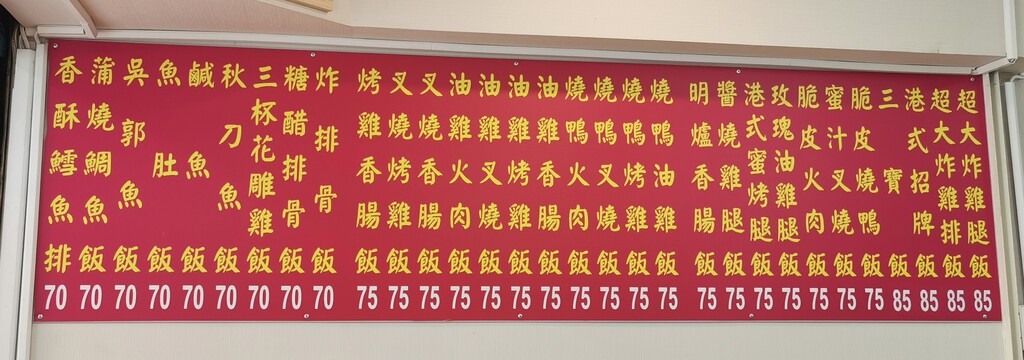 香酥鱈魚排 70
蒲燒鯛魚飯 70
吳郭魚飯 70
魚肚飯 70
鹹魚飯 70
秋刀魚飯 70
三杯花雕雞飯 70
糖醋排骨飯 70
炸排骨飯 70
烤雞香腸飯 75
叉燒烤雞飯 75
叉燒香腸飯 75
油雞火肉飯 75
油雞叉燒飯 75
油雞烤雞飯 75
油雞香腸飯 75
燒鴨香腸飯 75
燒鴨火肉飯 75
燒鴨叉燒飯 75
燒鴨烤雞飯 75
燒鴨油雞飯 75
明爐香腸飯 75
醬燒雞腿飯 75
港式蜜烤腿飯 75
玫瑰油雞腿飯 75
脆皮火肉飯 75
蜜汁叉燒飯 75
脆皮燒鴨飯 75
三寶飯 85
港式招牌飯 85
超大炸雞排飯 85
超大炸雞腿飯 85